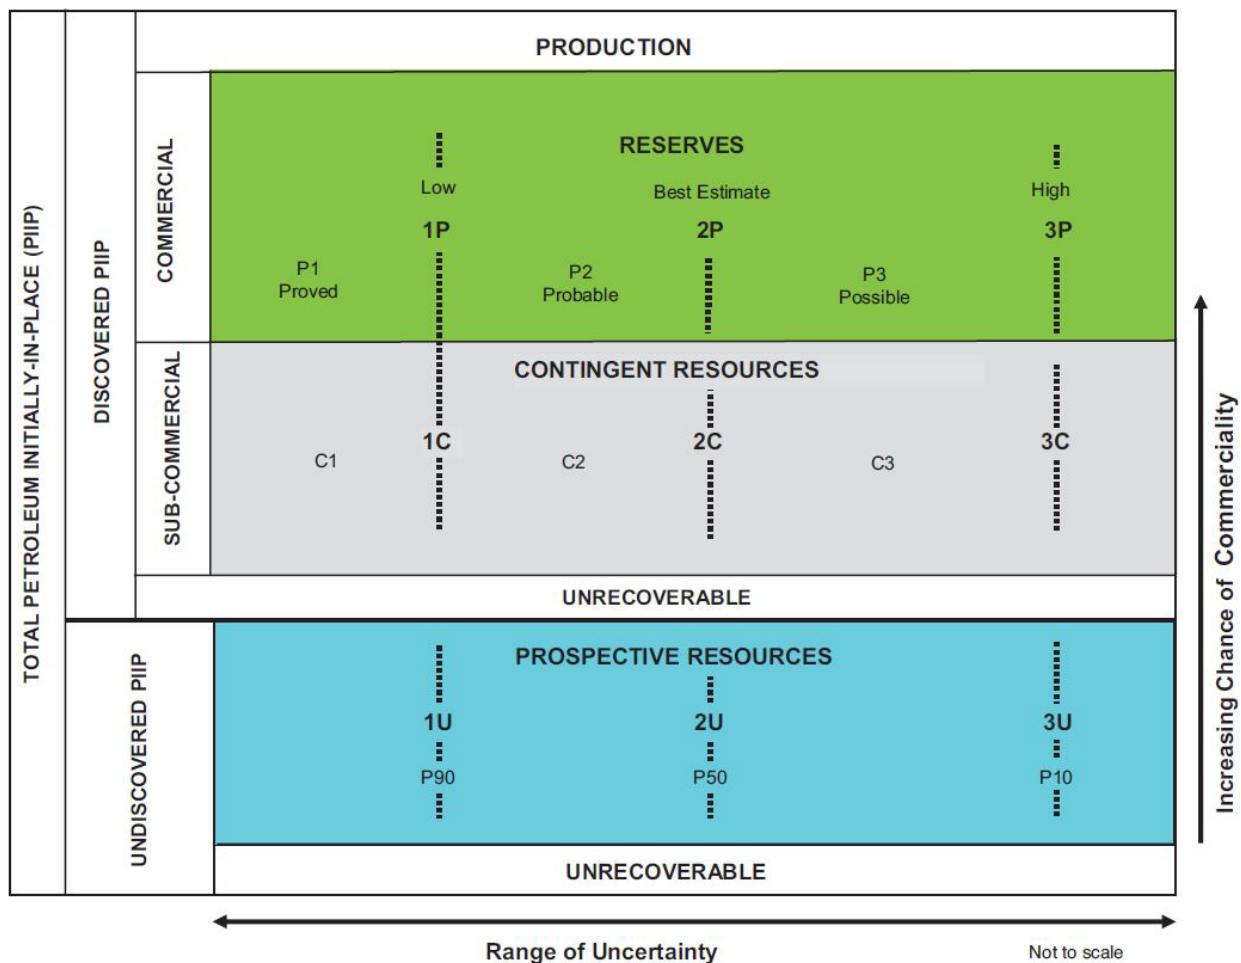 TOTAL PETROLEUM INITIALLY-IN-PLACE (PIIP)
DISCOVERED PIIP
UNDISCOVERED PIIP
COMMERCIAL
SUB-COMMERCIAL
PRODUCTION
RESERVES
Low
Best Estimate
High
1P
2P
3P
P1
Proved
P2
Probable
P3
Possible
CONTINGENT RESOURCES
1C
2C
3C
C1
C2
C3
UNRECOVERABLE
PROSPECTIVE RESOURCES
1U
2U
3U
P90
P50
P10
UNRECOVERABLE
Increasing Chance of Commerciality
Range of Uncertainty
Not to scale